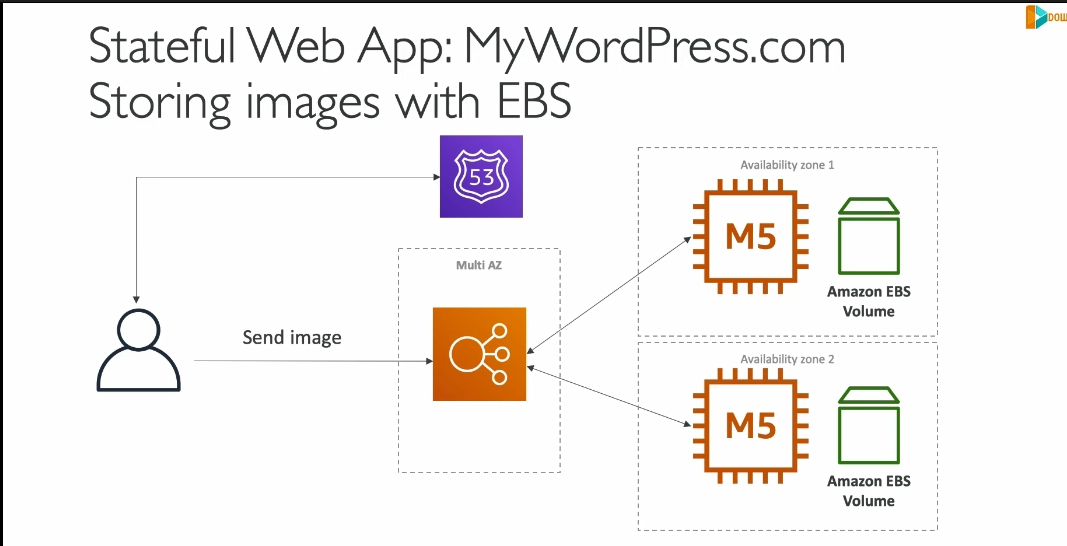 Stateful Web App: MyWordPress.com
Storing images with EBS
53
Availability zone 1
M5
Amazon EBS
Volume
Multi AZ
Send image
Availability zone 2
M5
Amazon EBS
Volume